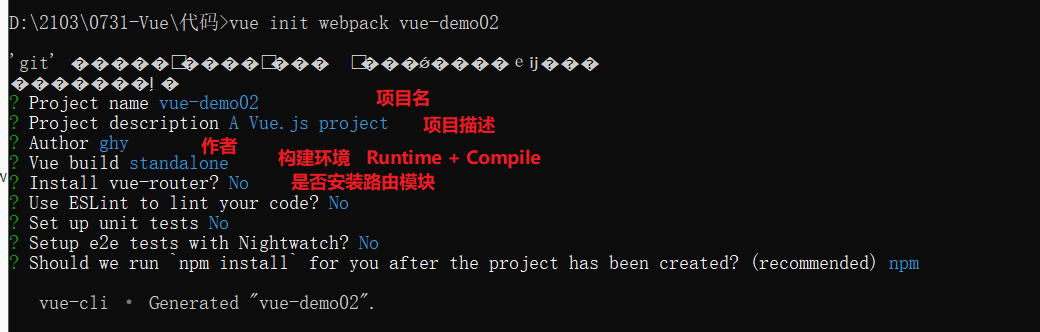 D:\2103\0731-Vue\代码>vue init webpack vue-demo02
'git'
? Project name vue-demo02 项目名
? Project description A Vue.js project 项目描述
? Author ghy 作者
? Vue build standalone 构建环境 Runtime + Compile
? Install vue-router? No 是否安装路由模块
? Use ESLint to lint your code? No
? Set up unit tests No
? Setup e2e tests with Nightwatch? No
? Should we run `npm install` for you after the project has been created? (recommended) npm
vue-cli · Generated "vue-demo02".